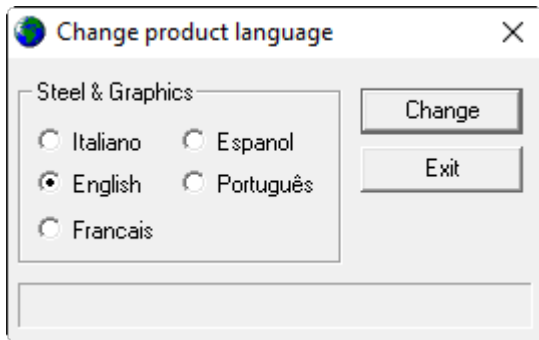 Change product language
Steel & Graphics
Italiano
Espanol
English
Português
Francais
Change
Exit